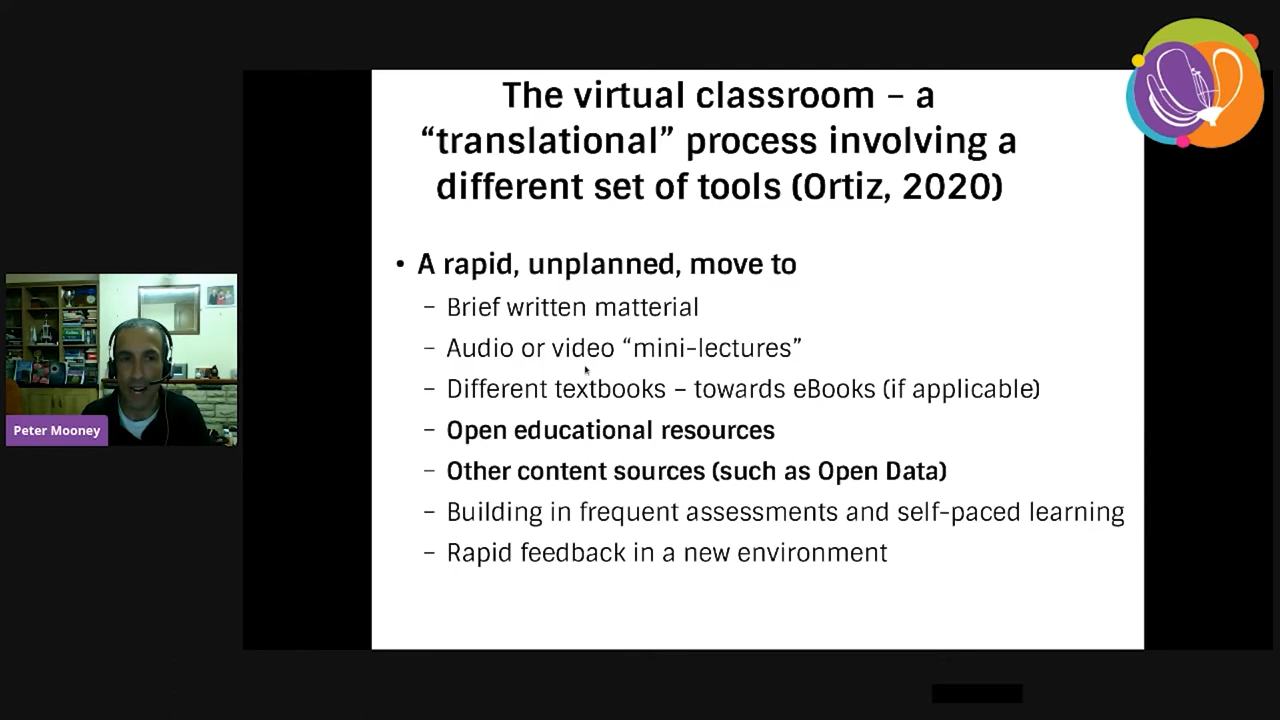 The virtual classroom – a
“translational” process involving a
different set of tools (Ortiz, 2020)
• A rapid, unplanned, move to
– Brief written matterial
– Audio or video “mini-lectures”
– Different textbooks – towards eBooks (if applicable)
– Open educational resources
– Other content sources (such as Open Data)
– Building in frequent assessments and self-paced learning
– Rapid feedback in a new environment
Peter Mooney